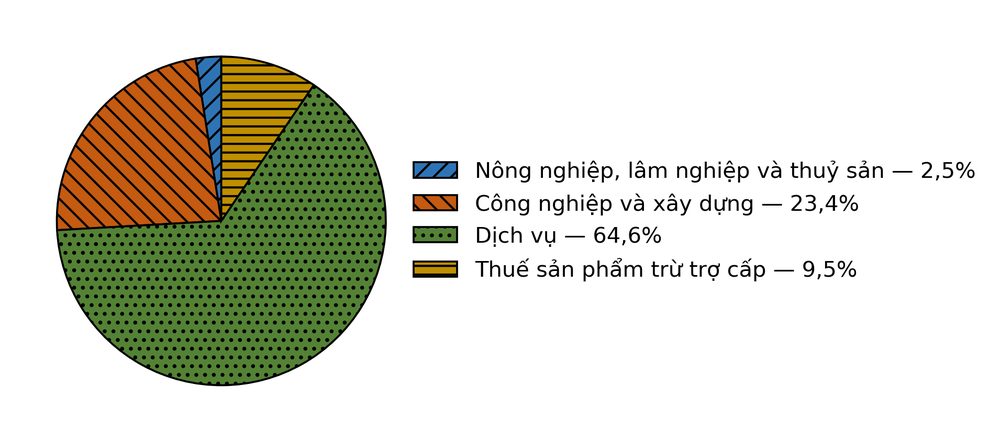 Nông nghiệp, lâm nghiệp và thuỷ sản — 2,5%
Công nghiệp và xây dựng — 23,4%
Dịch vụ — 64,6%
Thuế sản phẩm trừ trợ cấp — 9,5%